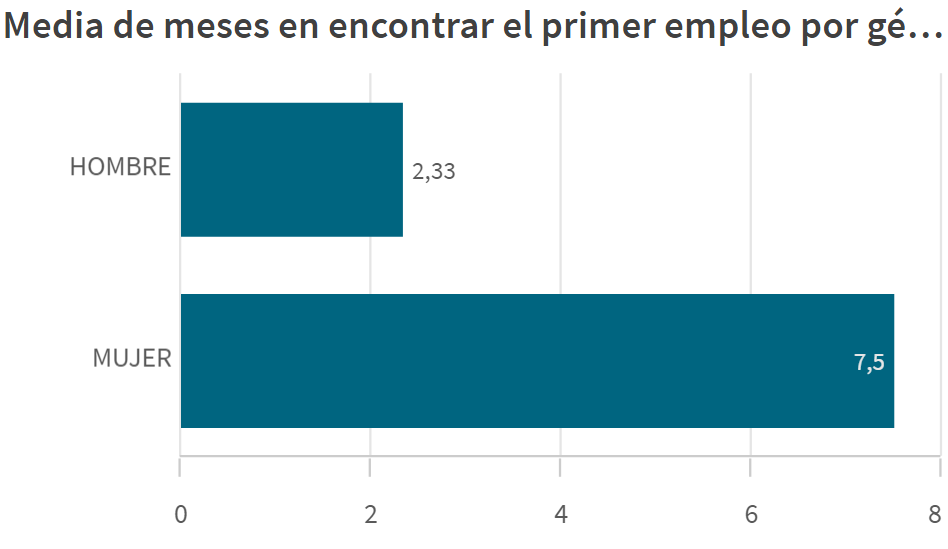 Media de meses en encontrar el primer empleo por gé…
HOMBRE
2,33
MUJER
7,5
0 2 4 6 8